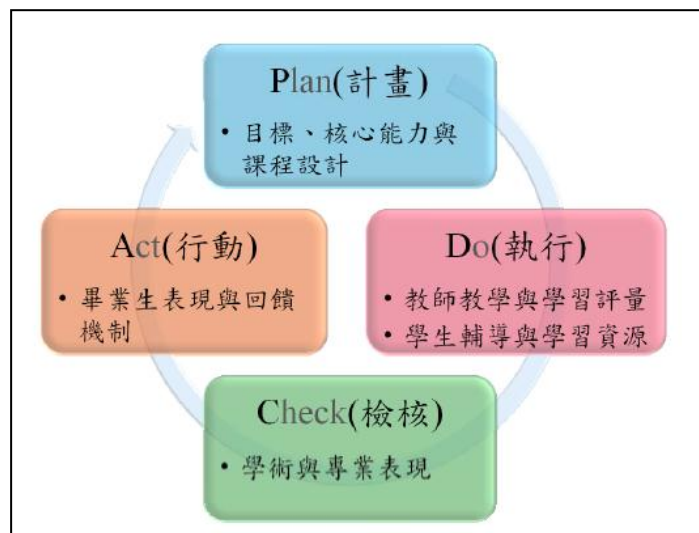 Plan(計畫)
• 目標、核心能力與
課程設計
Do(執行)
• 教師教學與學習評量
• 學生輔導與學習資源
Check(檢核)
• 學術與專業表現
Act(行動)
• 畢業生表現與回饋
機制